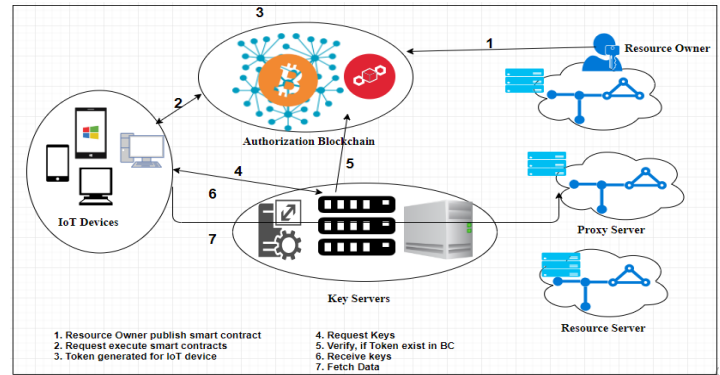 3
1
Resource Owner
2
Authorization Blockchain
4
5
6
IoT Devices
7
Proxy Server
Key Servers
Resource Server
1. Resource Owner publish smart contract
2. Request execute smart contracts
3. Token generated for IoT device
4. Request Keys
5. Verify, if Token exist in BC
6. Receive keys
7. Fetch Data